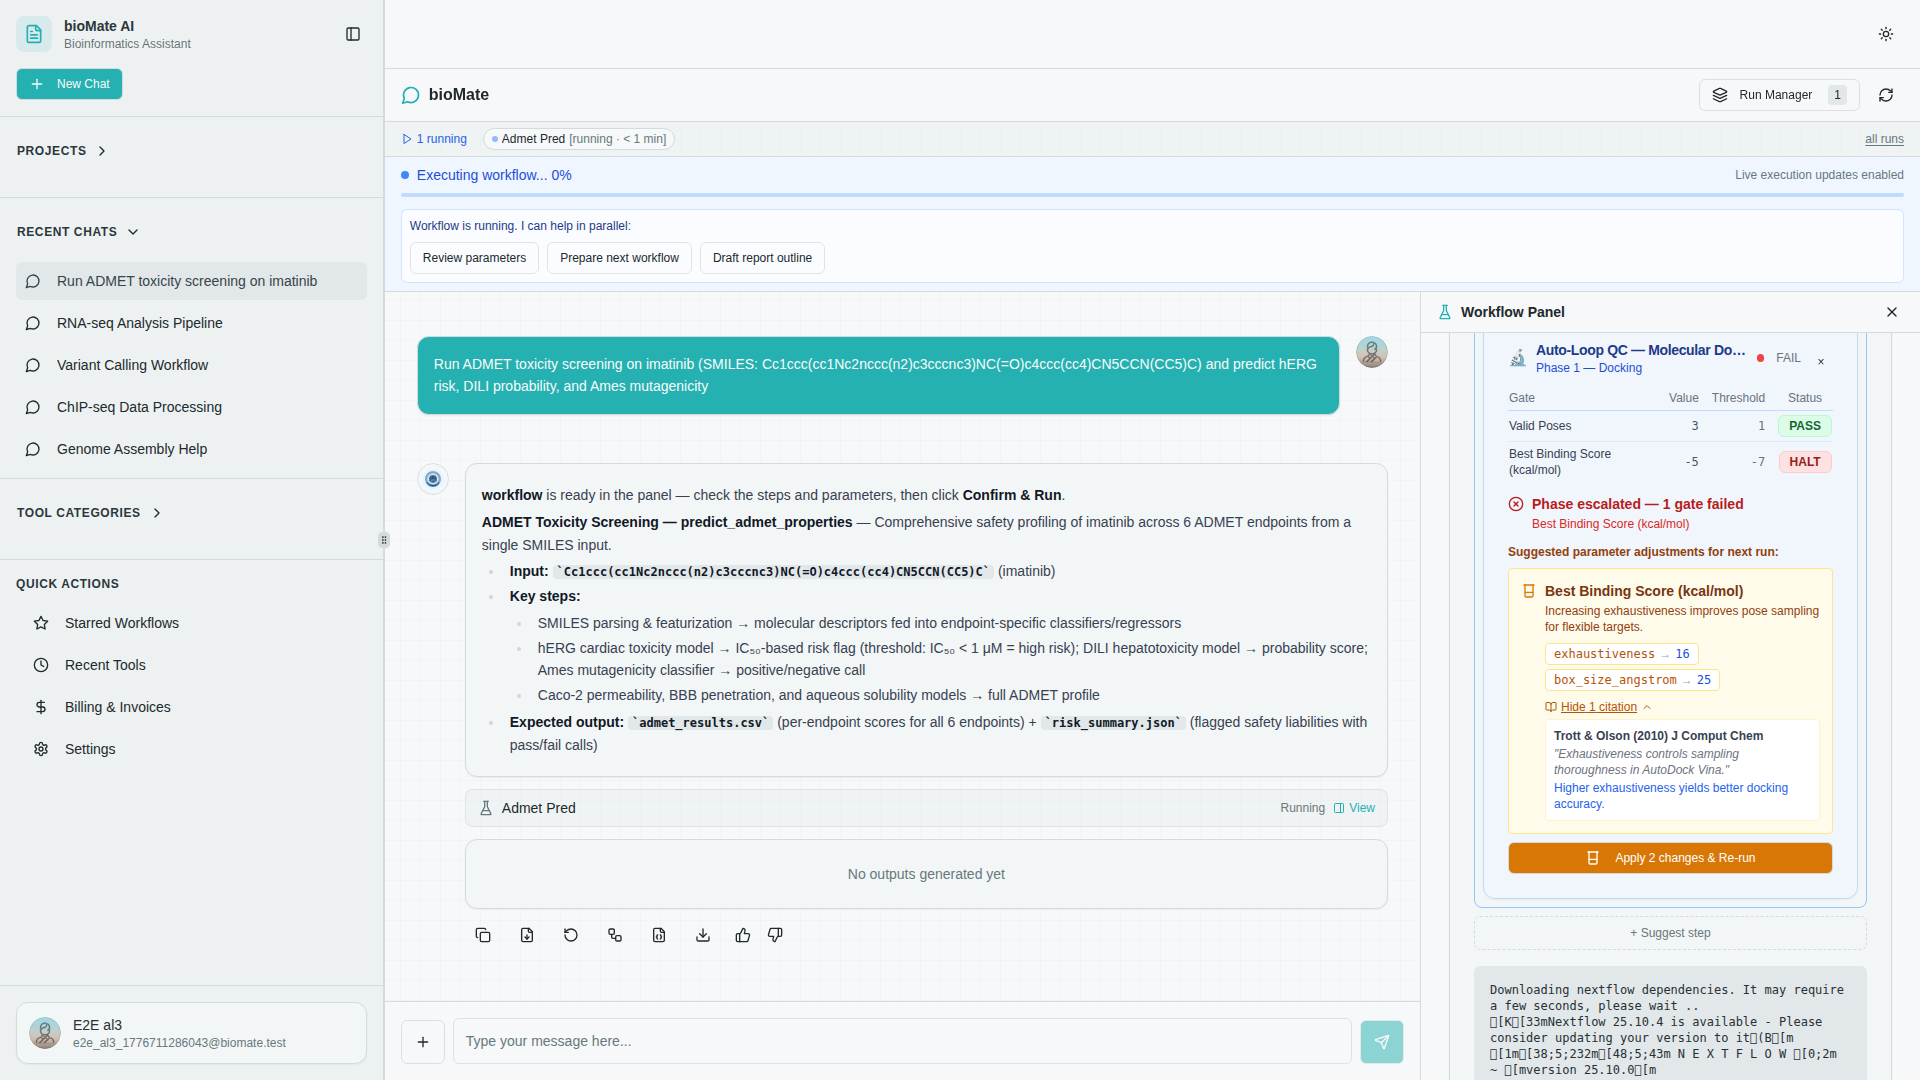 bioMate AI
Bioinformatics Assistant
New Chat
PROJECTS
RECENT CHATS
Run ADMET toxicity screening on imatinib
RNA-seq Analysis Pipeline
Variant Calling Workflow
ChIP-seq Data Processing
Genome Assembly Help
TOOL CATEGORIES
QUICK ACTIONS
Starred Workflows
Recent Tools
Billing & Invoices
Settings
E2E al3
e2e_al3_1776711286043@biomate.test
bioMate
Run Manager 1
1 running
Admet Pred [running · < 1 min]
all runs
Executing workflow... 0%
Live execution updates enabled
Workflow is running. I can help in parallel:
Review parameters
Prepare next workflow
Draft report outline
Run ADMET toxicity screening on imatinib (SMILES: Cc1ccc(cc1Nc2nccc(n2)c3cccnc3)NC(=O)c4ccc(cc4)CN5CCN(CC5)C) and predict hERG
risk, DILI probability, and Ames mutagenicity
workflow is ready in the panel — check the steps and parameters, then click Confirm & Run.
ADMET Toxicity Screening — predict_admet_properties — Comprehensive safety profiling of imatinib across 6 ADMET endpoints from a
single SMILES input.
Input: `Cc1ccc(cc1Nc2nccc(n2)c3cccnc3)NC(=O)c4ccc(cc4)CN5CCN(CC5)C` (imatinib)
Key steps:
SMILES parsing & featurization → molecular descriptors fed into endpoint-specific classifiers/regressors
hERG cardiac toxicity model → IC₅₀-based risk flag (threshold: IC₅₀ < 1 μM = high risk); DILI hepatotoxicity model → probability score;
Ames mutagenicity classifier → positive/negative call
Caco-2 permeability, BBB penetration, and aqueous solubility models → full ADMET profile
Expected output: `admet_results.csv` (per-endpoint scores for all 6 endpoints) + `risk_summary.json` (flagged safety liabilities with
pass/fail calls)
Admet Pred
Running
View
No outputs generated yet
Type your message here...
Workflow Panel
Auto-Loop QC — Molecular Do…
FAIL
×
Phase 1 — Docking
Gate Value Threshold Status
Valid Poses 3 1 PASS
Best Binding Score
(kcal/mol) -5 -7 HALT
Phase escalated — 1 gate failed
Best Binding Score (kcal/mol)
Suggested parameter adjustments for next run:
Best Binding Score (kcal/mol)
Increasing exhaustiveness improves pose sampling
for flexible targets.
exhaustiveness → 16
box_size_angstrom → 25
Hide 1 citation
Trott & Olson (2010) J Comput Chem
"Exhaustiveness controls sampling
thoroughness in AutoDock Vina."
Higher exhaustiveness yields better docking
accuracy.
Apply 2 changes & Re-run
+ Suggest step
Downloading nextflow dependencies. It may require
a few seconds, please wait ..
□[K□[33mNextflow 25.10.4 is available - Please
consider updating your version to it□(B□[m
□[1m□[38;5;232m□[48;5;43m N E X T F L O W □[0;2m
~ □[mversion 25.10.0□[m